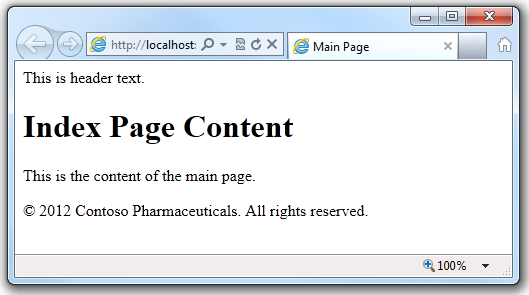 http://localhost:
Main Page
This is header text.
Index Page Content
This is the content of the main page.
© 2012 Contoso Pharmaceuticals. All rights reserved.
100%